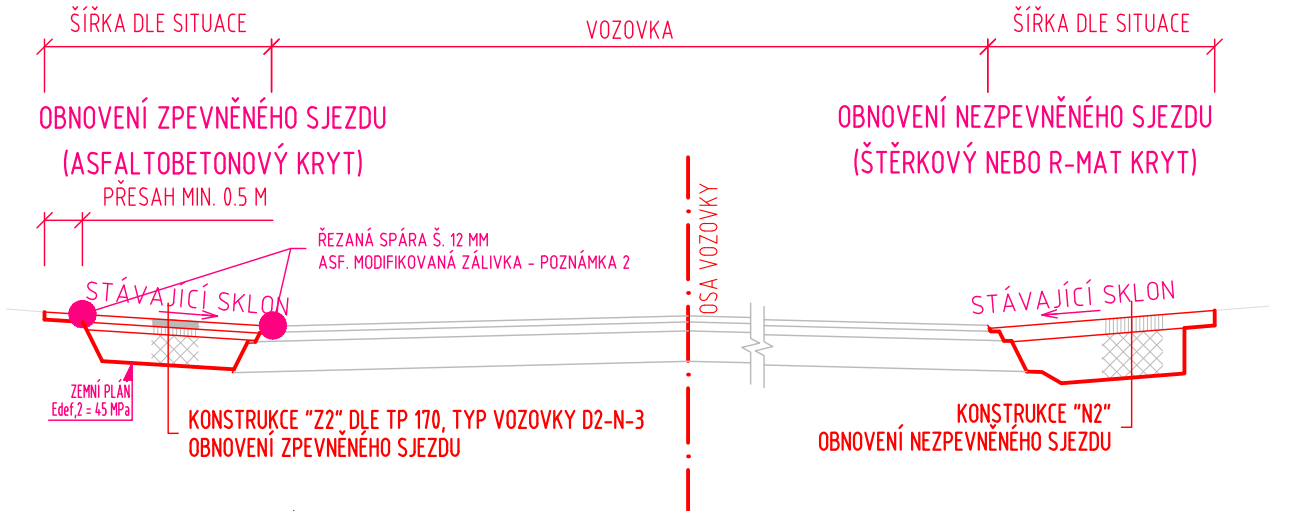 ŠÍŘKA DLE SITUACE
VOZOVKA
ŠÍŘKA DLE SITUACE
OBNOVENÍ ZPEVNĚNÉHO SJEZDU
(ASFALTOBETONOVÝ KRYT)
OBNOVENÍ NEZPEVNĚNÉHO SJEZDU
(ŠTĚRKOVÝ NEBO R-MAT KRYT)
PŘESAH MIN. 0.5 M
ŘEZANÁ SPÁRA Š. 12 MM
ASF. MODIFIKOVANÁ ZÁLIVKA - POZNÁMKA 2
OSA VOZOVKY
STÁVAJÍCÍ SKLON
STÁVAJÍCÍ SKLON
ZEMNÍ PLÁŇ
Edef,2 = 45 MPa
KONSTRUKCE "Z2" DLE TP 170, TYP VOZOVKY D2-N-3
OBNOVENÍ ZPEVNĚNÉHO SJEZDU
KONSTRUKCE "N2"
OBNOVENÍ NEZPEVNĚNÉHO SJEZDU